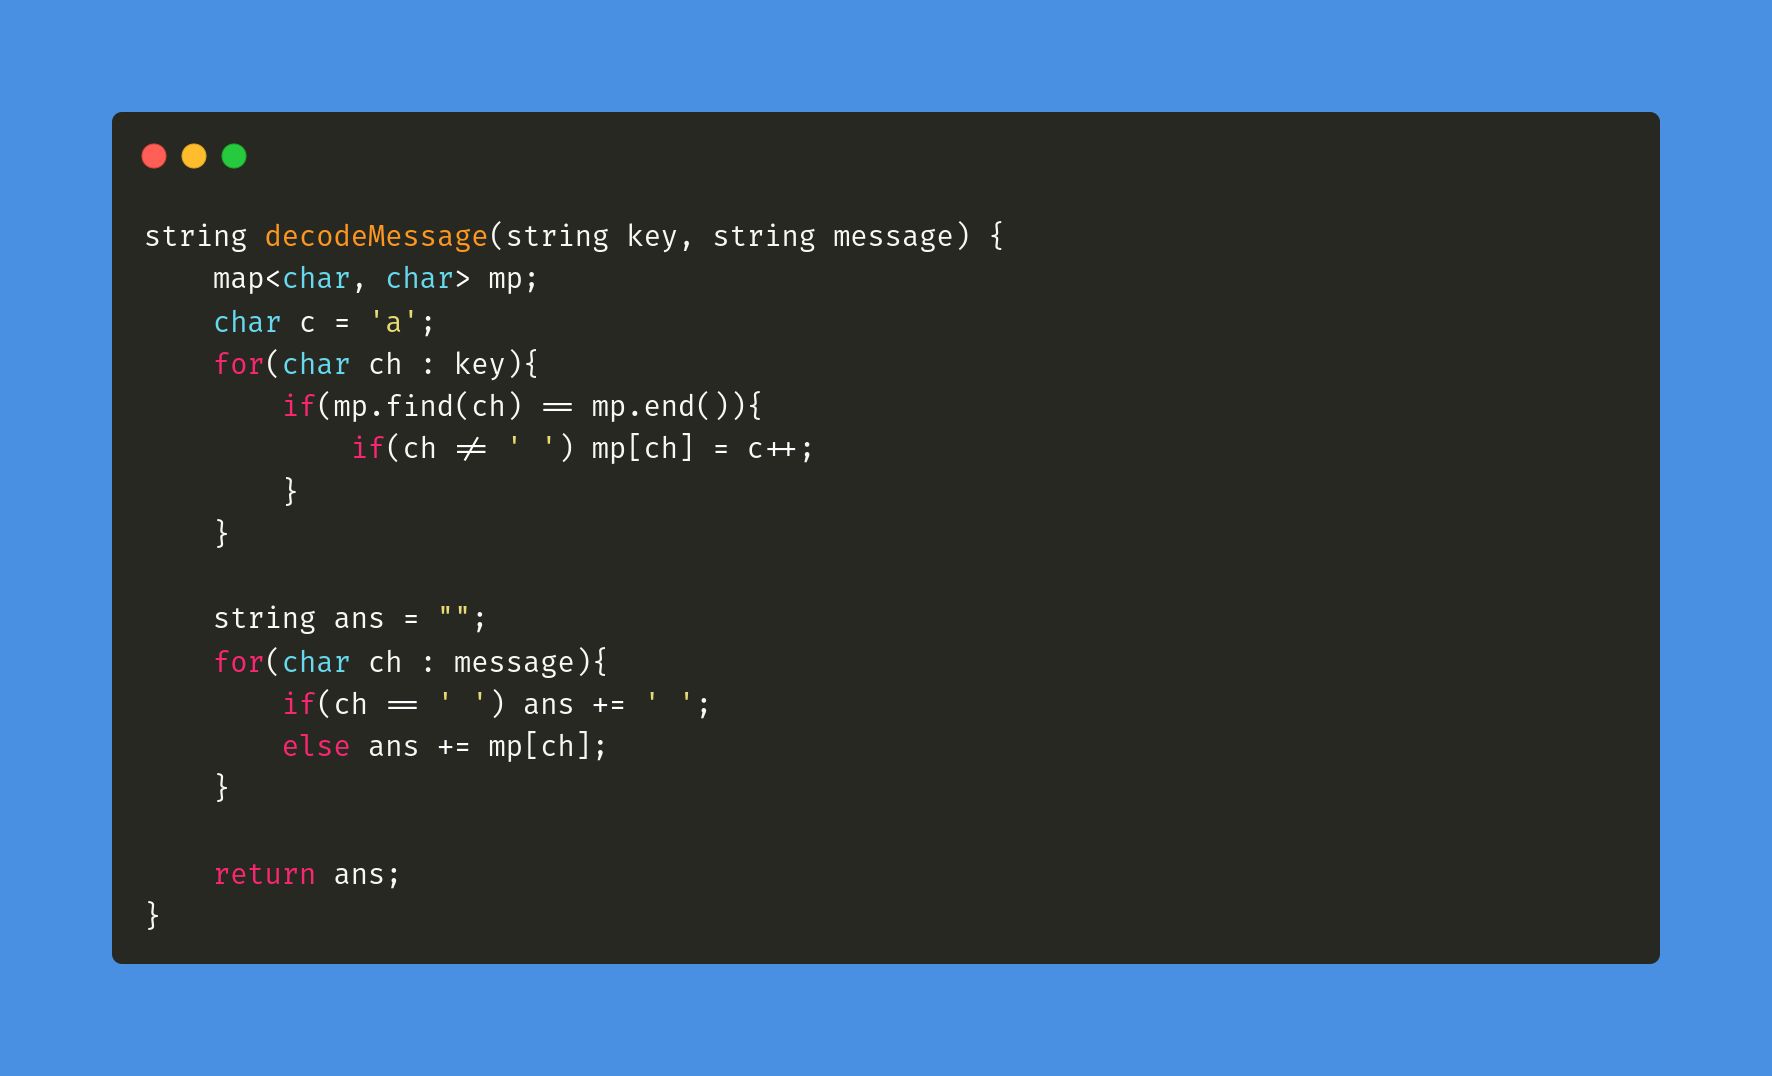 string decodeMessage(string key, string message) {
    map<char, char> mp;
    char c = 'a';
    for(char ch : key){
        if(mp.find(ch) == mp.end()){
            if(ch != ' ') mp[ch] = c++;
        }
    }

    string ans = "";
    for(char ch : message){
        if(ch == ' ') ans += ' ';
        else ans += mp[ch];
    }

    return ans;
}